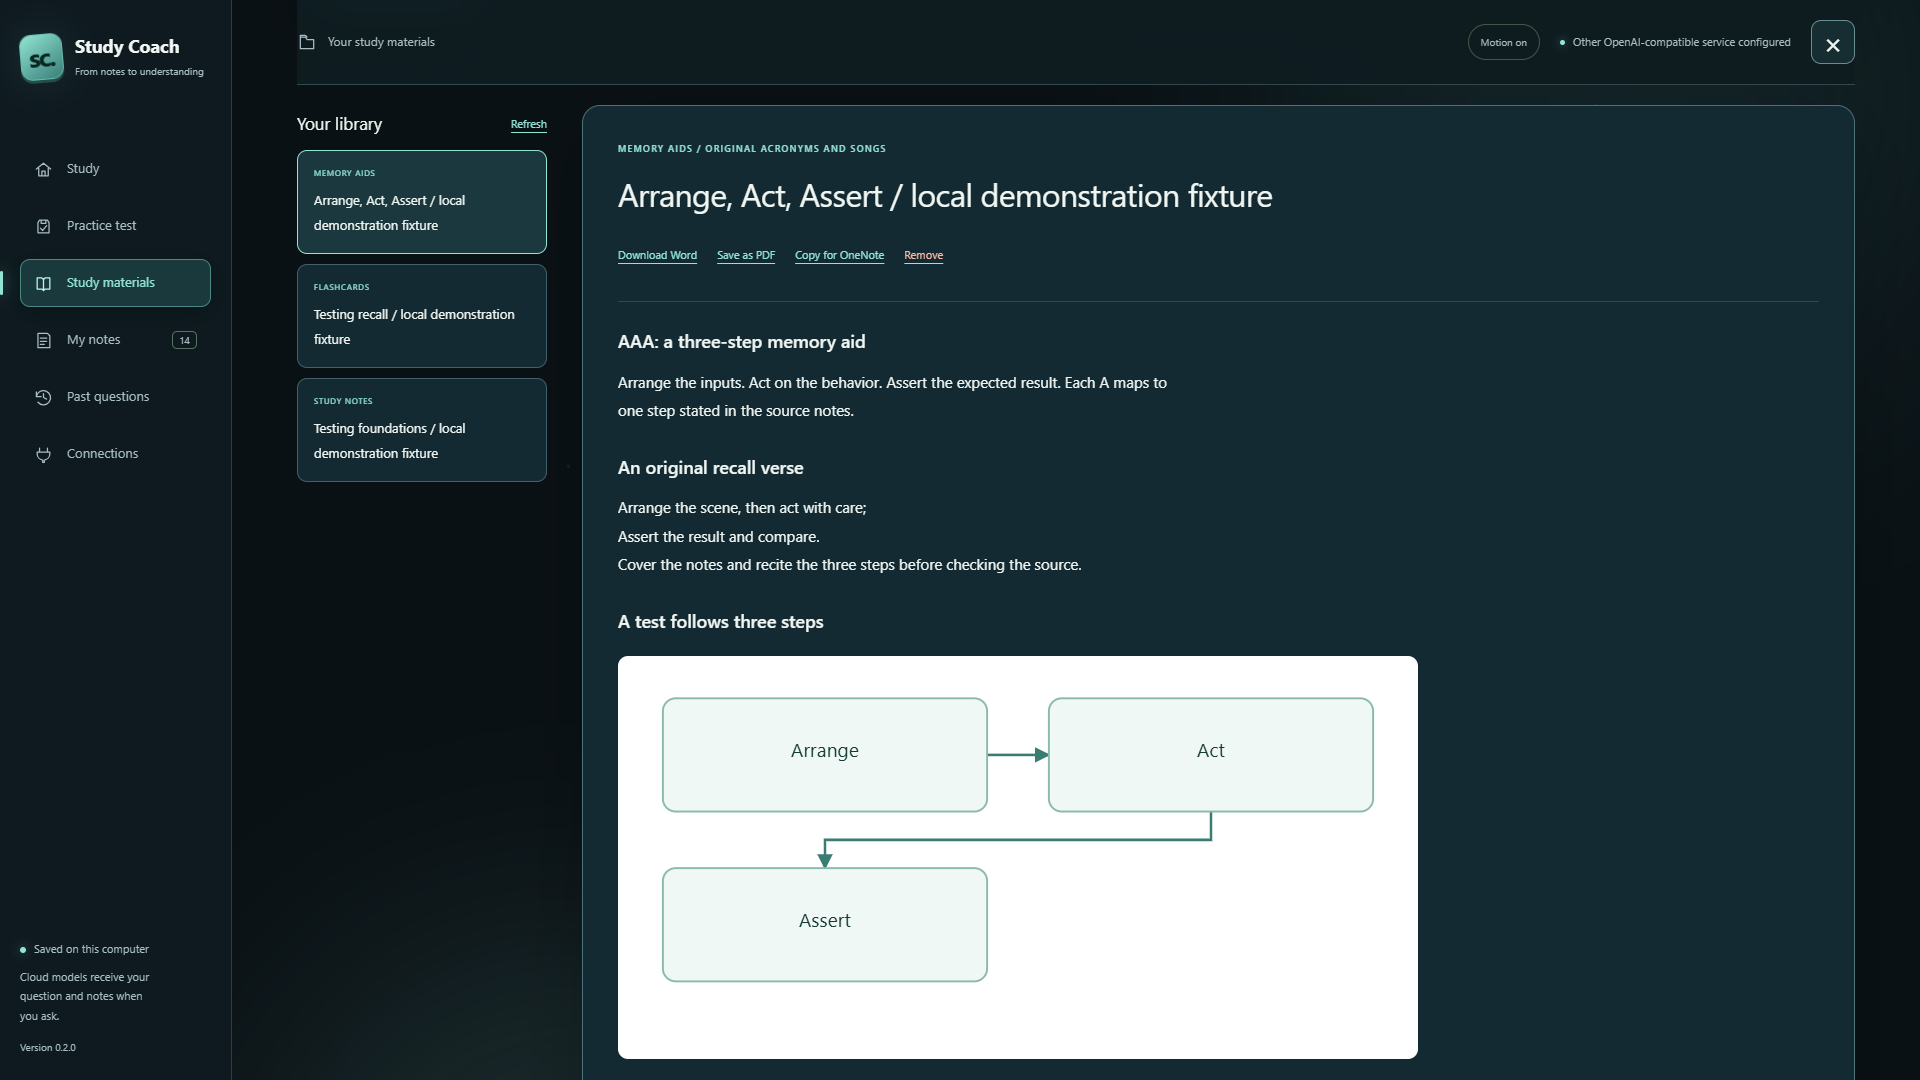 sc.
Study Coach
From notes to understanding
Study
Practice test
Study materials
My notes
14
Past questions
Connections
Saved on this computer
Cloud models receive your
question and notes when
you ask.
Version 0.2.0
Your study materials
Motion on
Other OpenAI-compatible service configured
Your library
Refresh
MEMORY AIDS
Arrange, Act, Assert / local
demonstration fixture
FLASHCARDS
Testing recall / local demonstration
fixture
STUDY NOTES
Testing foundations / local
demonstration fixture
MEMORY AIDS / ORIGINAL ACRONYMS AND SONGS
Arrange, Act, Assert / local demonstration fixture
Download Word
Save as PDF
Copy for OneNote
Remove
AAA: a three-step memory aid
Arrange the inputs. Act on the behavior. Assert the expected result. Each A maps to
one step stated in the source notes.
An original recall verse
Arrange the scene, then act with care;
Assert the result and compare.
Cover the notes and recite the three steps before checking the source.
A test follows three steps
Arrange
Act
Assert